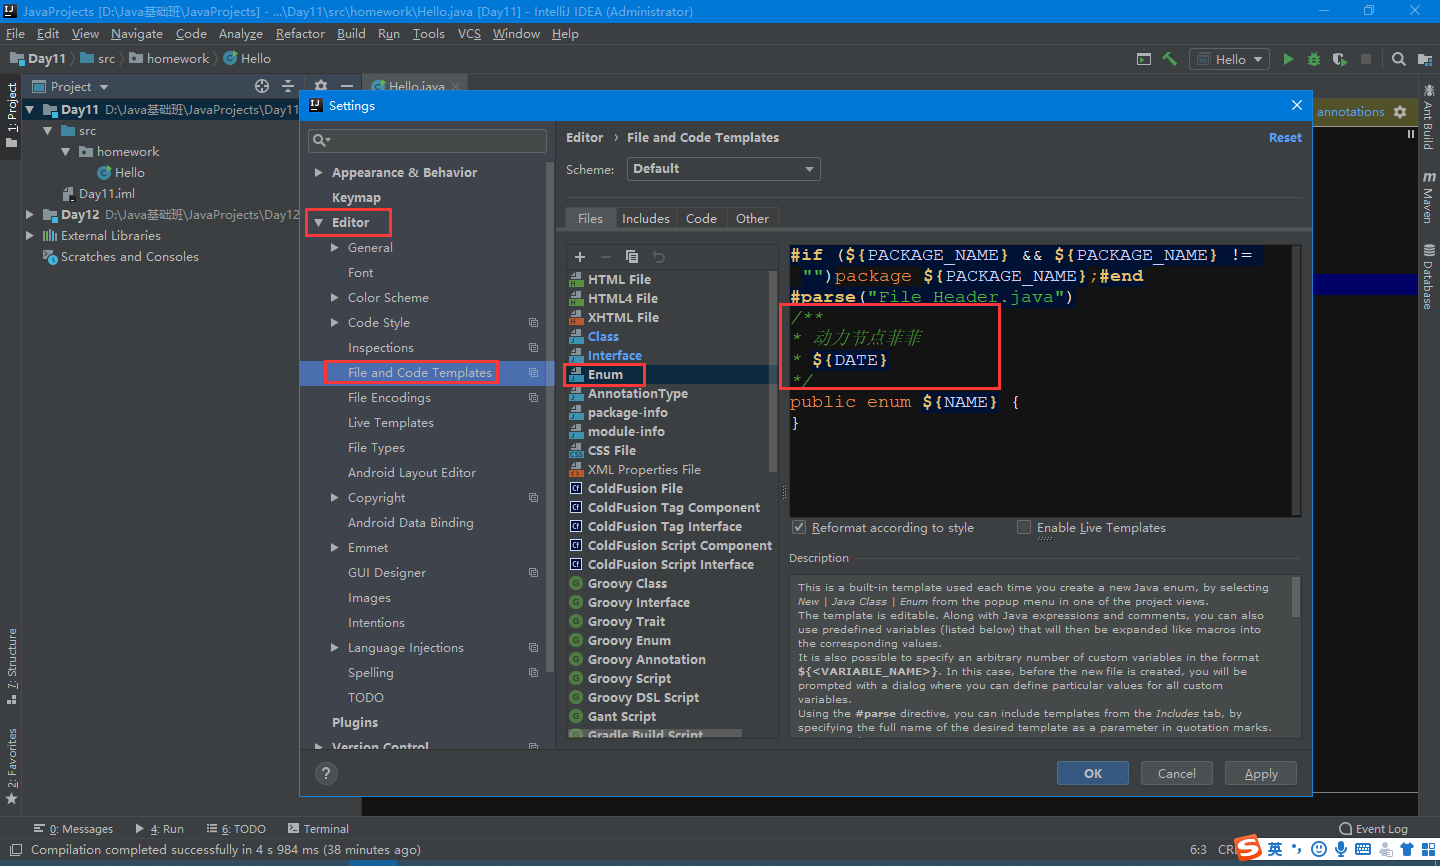 JavaProjects [D:\Java基础班\JavaProjects] - ...\Day11\src\homework\Hello.java [Day11] - IntelliJ IDEA (Administrator)
File Edit View Navigate Code Analyze Refactor Build Run Tools VCS Window Help
Day11 src homework Hello
Hello
Project
Hello.java
1: Project
Day11 D:\Java基础班\JavaProjects\Day11
src
homework
Hello
Day11.iml
Day12 D:\Java基础班\JavaProjects\Day12
External Libraries
Scratches and Consoles
7: Structure
2: Favorites
annotations
Ant Build
Maven
Database
Settings
Appearance & Behavior
Keymap
Editor
General
Font
Color Scheme
Code Style
Inspections
File and Code Templates
File Encodings
Live Templates
File Types
Android Layout Editor
Copyright
Android Data Binding
Emmet
GUI Designer
Images
Intentions
Language Injections
Spelling
TODO
Plugins
Version Control
Editor › File and Code Templates
Reset
Scheme: Default
Files Includes Code Other
HTML File
HTML4 File
XHTML File
Class
Interface
Enum
AnnotationType
package-info
module-info
CSS File
XML Properties File
ColdFusion File
ColdFusion Tag Component
ColdFusion Tag Interface
ColdFusion Script Component
ColdFusion Script Interface
Groovy Class
Groovy Interface
Groovy Trait
Groovy Enum
Groovy Annotation
Groovy Script
Groovy DSL Script
Gant Script
Gradle Build Script
#if (${PACKAGE_NAME} && ${PACKAGE_NAME} !=
"")package ${PACKAGE_NAME};#end
#parse("File Header.java")
/**
* 动力节点菲菲
* ${DATE}
*/
public enum ${NAME} {
}
Reformat according to style Enable Live Templates
Description
This is a built-in template used each time you create a new Java enum, by selecting
New | Java Class | Enum from the popup menu in one of the project views.
The template is editable. Along with Java expressions and comments, you can also
use predefined variables (listed below) that will then be expanded like macros into
the corresponding values.
It is also possible to specify an arbitrary number of custom variables in the format
${<VARIABLE_NAME>}. In this case, before the new file is created, you will be
prompted with a dialog where you can define particular values for all custom
variables.
Using the #parse directive, you can include templates from the Includes tab, by
specifying the full name of the desired template as a parameter in quotation marks.
?
OK Cancel Apply
0: Messages 4: Run 6: TODO Terminal Event Log
Compilation completed successfully in 4 s 984 ms (38 minutes ago) 6:3
英